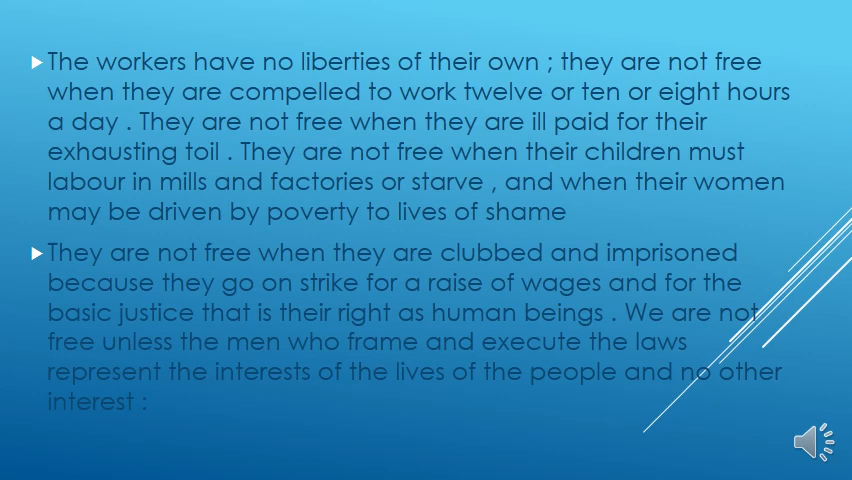 The workers have no liberties of their own ; they are not free
when they are compelled to work twelve or ten or eight hours
a day . They are not free when they are ill paid for their
exhausting toil . They are not free when their children must
labour in mills and factories or starve , and when their women
may be driven by poverty to lives of shame
They are not free when they are clubbed and imprisoned
because they go on strike for a raise of wages and for the
basic justice that is their right as human beings . We are not
free unless the men who frame and execute the laws
represent the interests of the lives of the people and no other
interest :